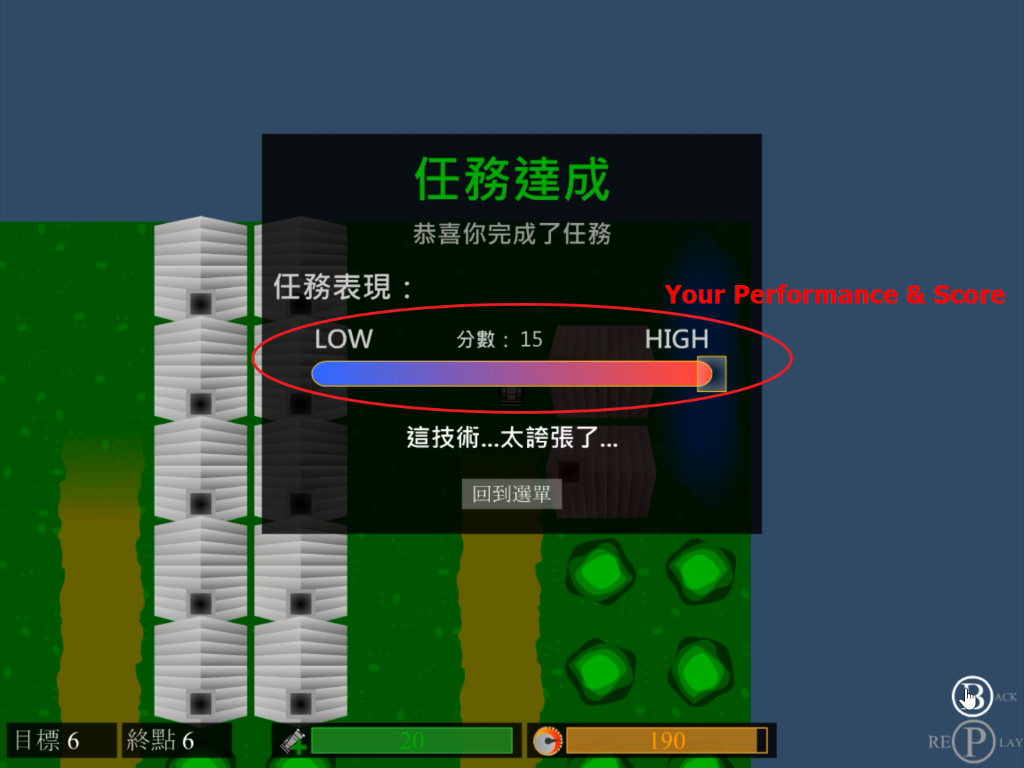 任務達成
恭喜你完成了任務
任務表現：
Your Performance & Score
LOW 分數：15 HIGH
這技術...太誇張了...
回到選單
BACK
目標 6 終點 6 20 190 REPLAY